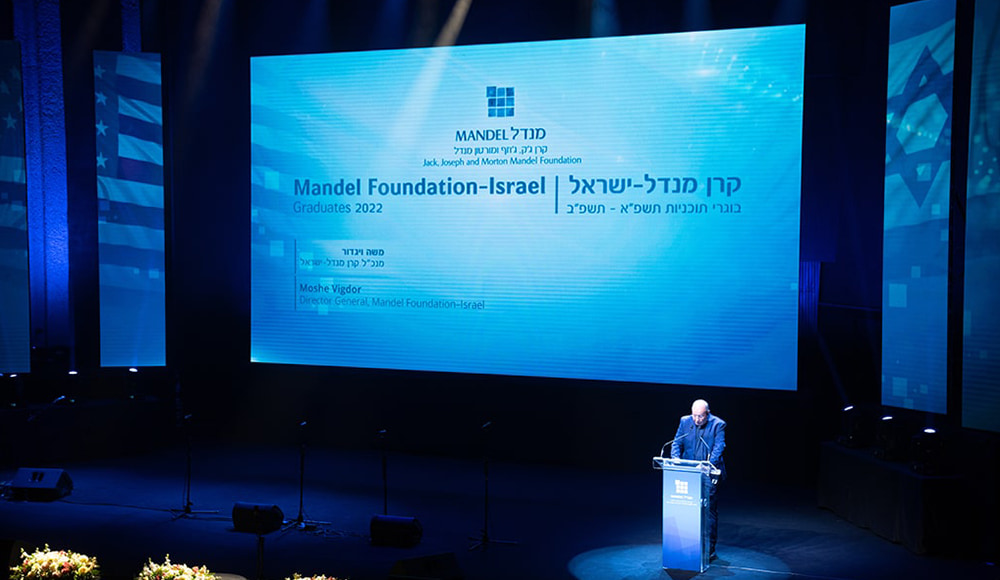 מנדל MANDEL
קרן ג'ק, ג'וזף ומורטון מנדל
Jack, Joseph and Morton Mandel Foundation
Mandel Foundation–Israel
Graduates 2022
קרן מנדל-ישראל
בוגרי תוכניות תשפ"א - תשפ"ב
משה ויגדור
מנכ"ל קרן מנדל-ישראל
Moshe Vigdor
Director General, Mandel Foundation–Israel